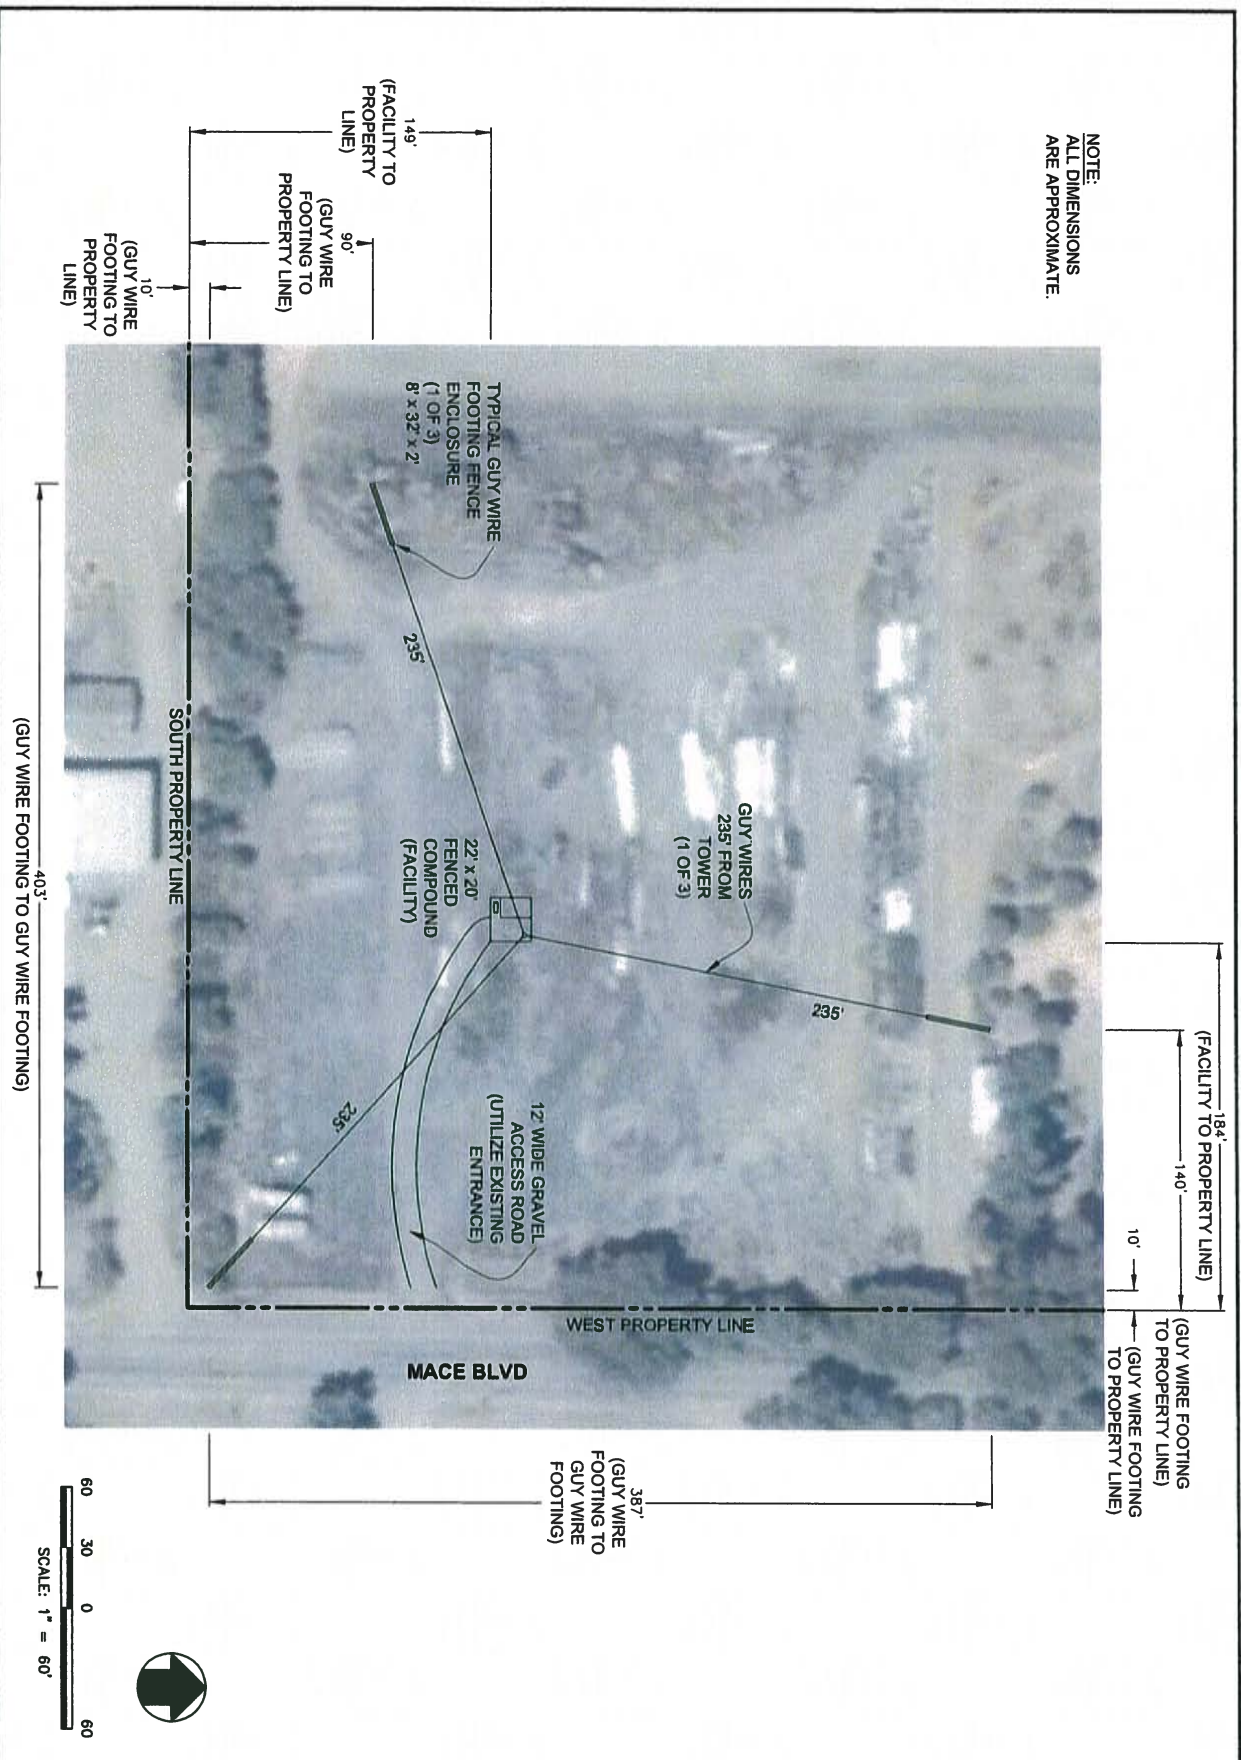 NOTE:
ALL DIMENSIONS
ARE APPROXIMATE.
184'
(FACILITY TO PROPERTY LINE)
140'
(GUY WIRE FOOTING
TO PROPERTY LINE)
10'
(GUY WIRE FOOTING
TO PROPERTY LINE)
149'
(FACILITY TO
PROPERTY
LINE)
90'
(GUY WIRE
FOOTING TO
PROPERTY LINE)
10'
(GUY WIRE
FOOTING TO
PROPERTY
LINE)
TYPICAL GUY WIRE
FOOTING FENCE
ENCLOSURE
(1 OF 3)
8' x 32' x 2'
235'
GUY WIRES
235' FROM
TOWER
(1 OF 3)
235'
22' x 20'
FENCED
COMPOUND
(FACILITY)
12' WIDE GRAVEL
ACCESS ROAD
(UTILIZE EXISTING
ENTRANCE)
235'
SOUTH PROPERTY LINE
WEST PROPERTY LINE
MACE BLVD
387'
(GUY WIRE
FOOTING TO
GUY WIRE
FOOTING)
403'
(GUY WIRE FOOTING TO GUY WIRE FOOTING)
60 30 0 60
SCALE: 1" = 60'